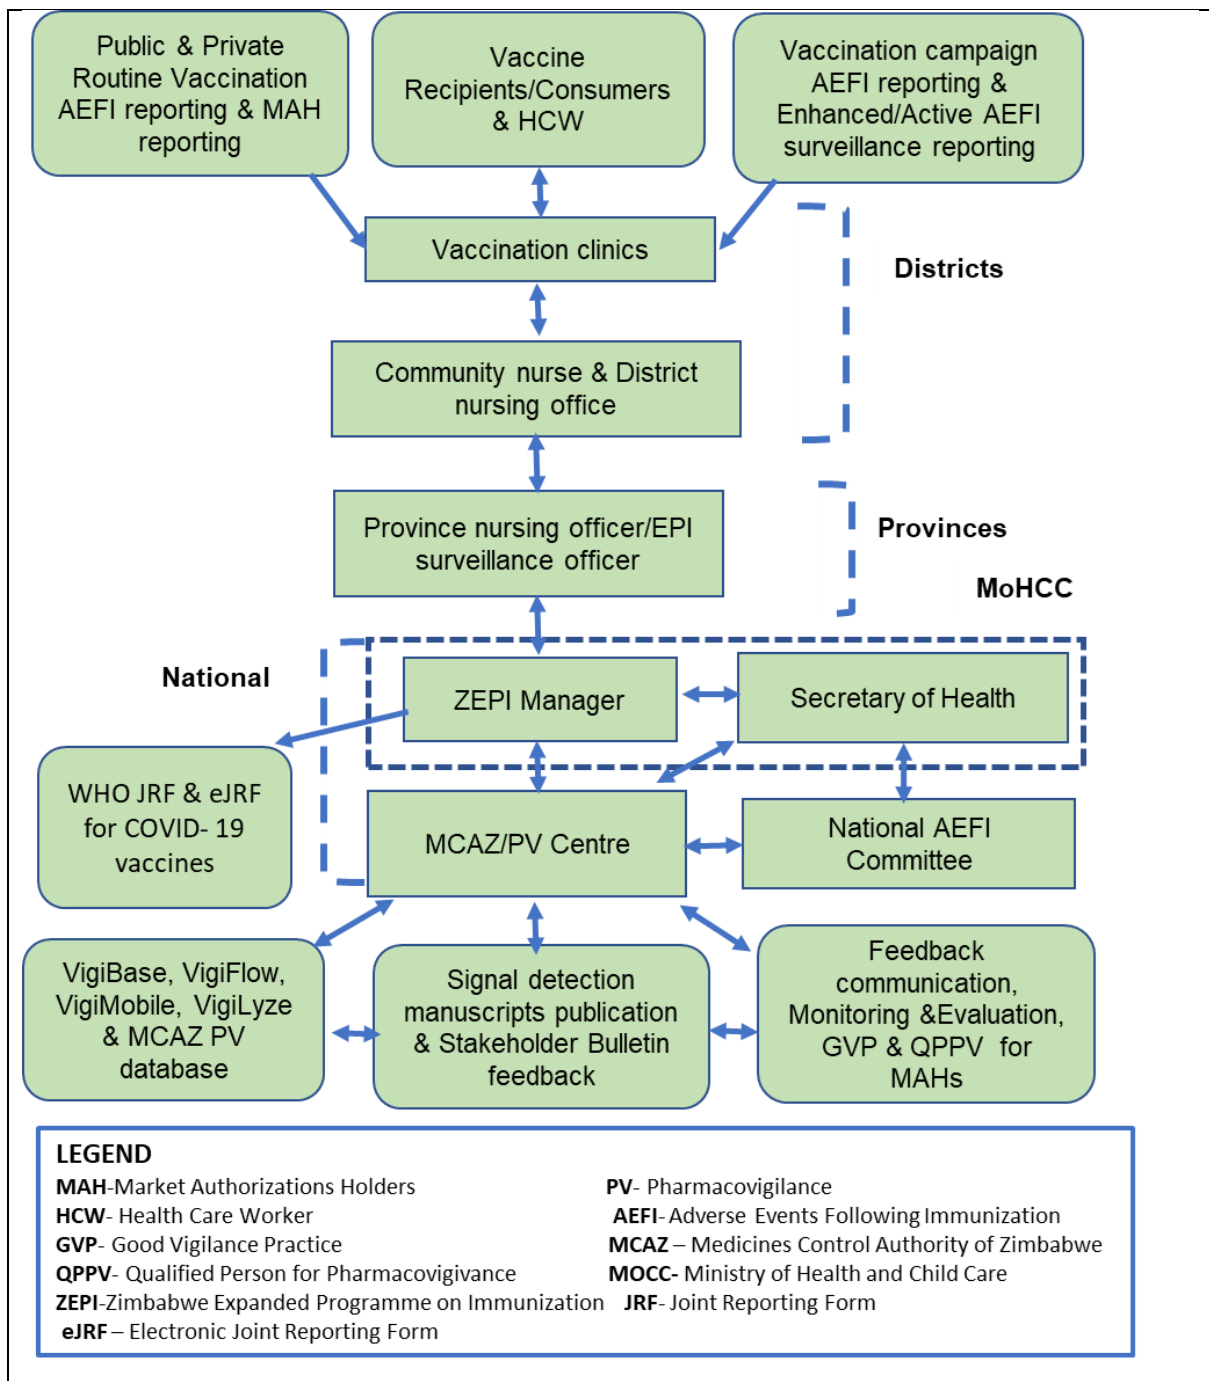 Public & Private
Routine Vaccination
AEFI reporting & MAH
reporting
Vaccine
Recipients/Consumers
& HCW
Vaccination campaign
AEFI reporting &
Enhanced/Active AEFI
surveillance reporting
Vaccination clinics
Districts
Community nurse & District
nursing office
Province nursing officer/EPI
surveillance officer
Provinces
MoHCC
National
ZEPI Manager
Secretary of Health
WHO JRF & eJRF
for COVID- 19
vaccines
MCAZ/PV Centre
National AEFI
Committee
VigiBase, VigiFlow,
VigiMobile, VigiLyze
& MCAZ PV
database
Signal detection
manuscripts publication
& Stakeholder Bulletin
feedback
Feedback
communication,
Monitoring &Evaluation,
GVP & QPPV for
MAHs
LEGEND
MAH-Market Authorizations Holders
PV- Pharmacovigilance
HCW- Health Care Worker
AEFI- Adverse Events Following Immunization
GVP- Good Vigilance Practice
MCAZ – Medicines Control Authority of Zimbabwe
QPPV- Qualified Person for Pharmacovigivance
MOCC- Ministry of Health and Child Care
ZEPI-Zimbabwe Expanded Programme on Immunization
JRF- Joint Reporting Form
eJRF – Electronic Joint Reporting Form